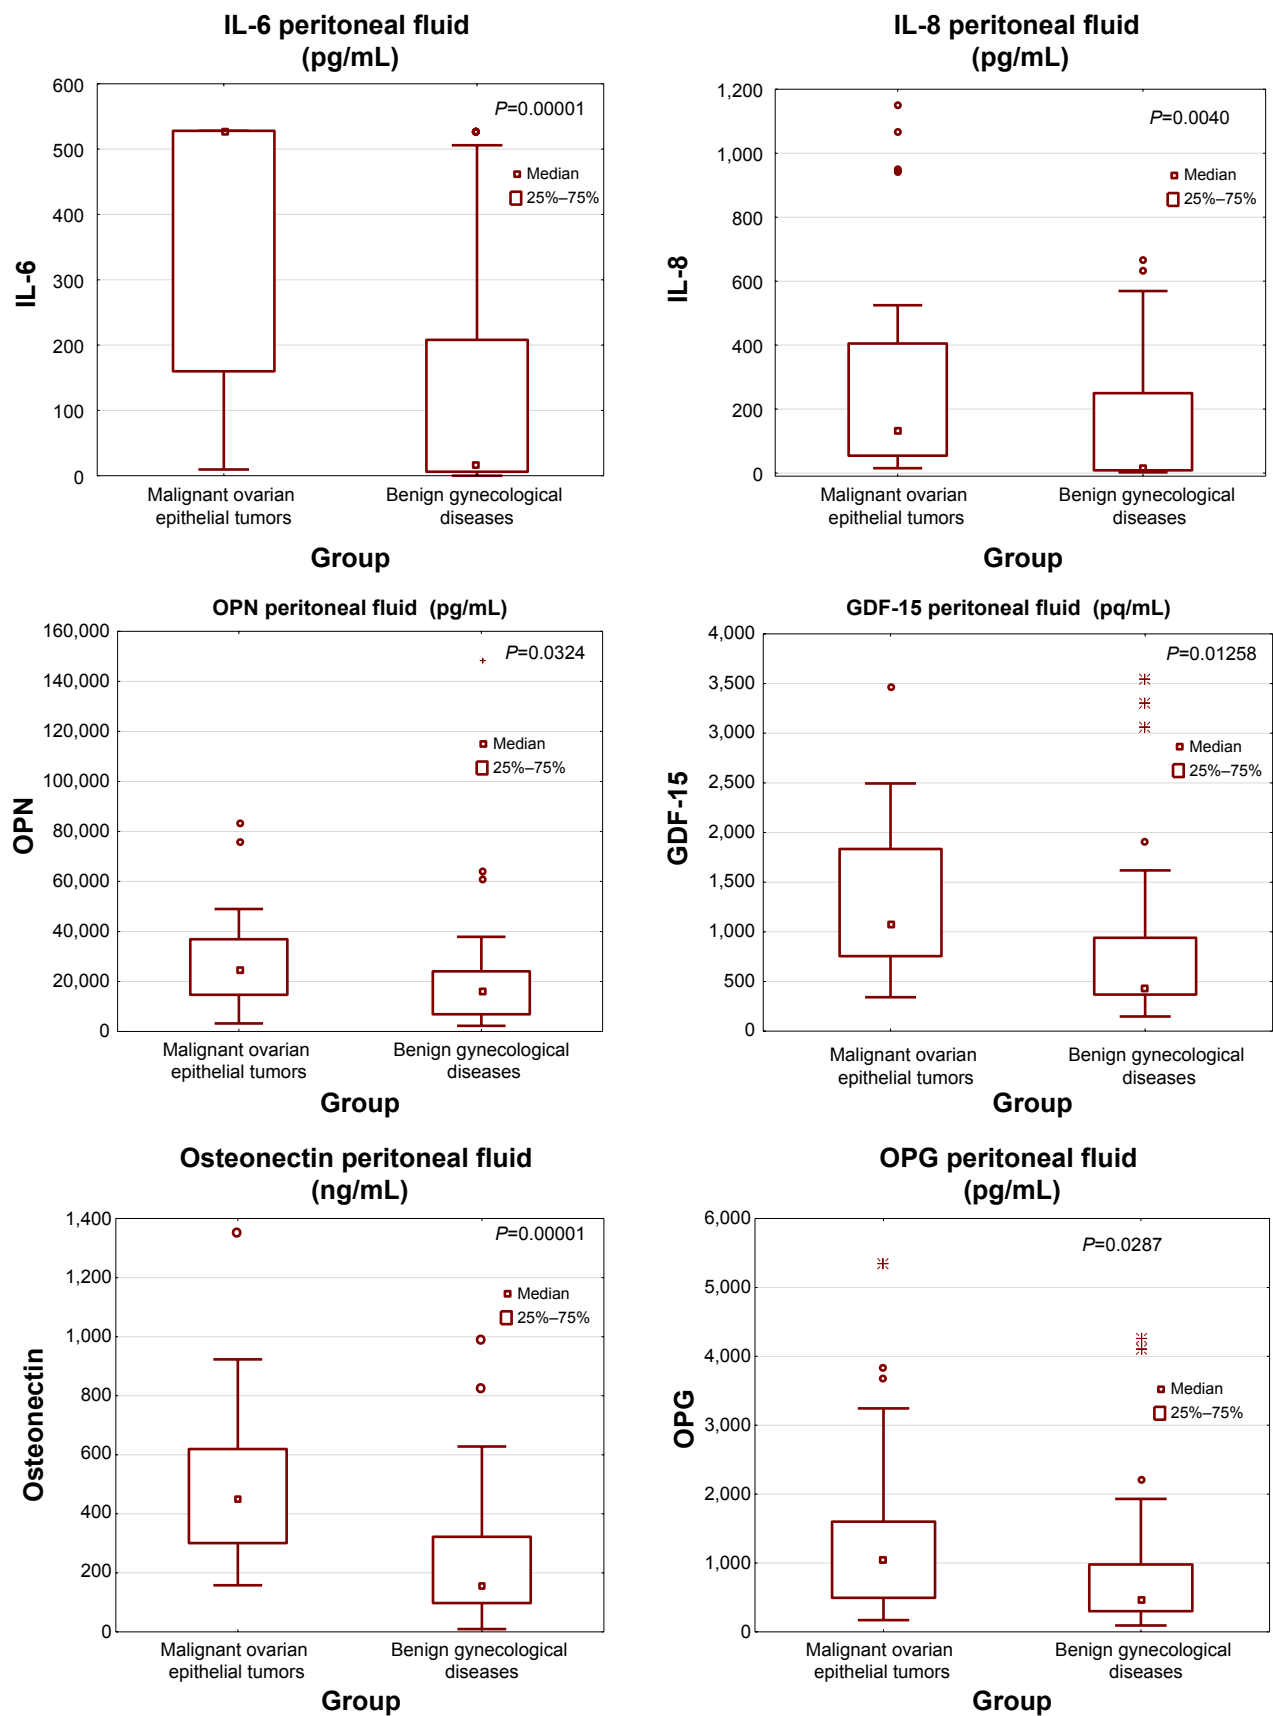 IL-6 peritoneal fluid
(pg/mL)
600
500
400
300
200
100
0
IL-6
P=0.00001
Median
25%–75%
Malignant ovarian
epithelial tumors
Benign gynecological
diseases
Group
IL-8 peritoneal fluid
(pg/mL)
1,200
1,000
800
600
400
200
0
IL-8
P=0.0040
Median
25%–75%
Malignant ovarian
epithelial tumors
Benign gynecological
diseases
Group
OPN peritoneal fluid (pg/mL)
160,000
140,000
120,000
100,000
80,000
60,000
40,000
20,000
0
OPN
P=0.0324
Median
25%–75%
Malignant ovarian
epithelial tumors
Benign gynecological
diseases
Group
GDF-15 peritoneal fluid (pq/mL)
4,000
3,500
3,000
2,500
2,000
1,500
1,000
500
0
GDF-15
P=0.01258
Median
25%–75%
Malignant ovarian
epithelial tumors
Benign gynecological
diseases
Group
Osteonectin peritoneal fluid
(ng/mL)
1,400
1,200
1,000
800
600
400
200
0
Osteonectin
P=0.00001
Median
25%–75%
Malignant ovarian
epithelial tumors
Benign gynecological
diseases
Group
OPG peritoneal fluid
(pg/mL)
6,000
5,000
4,000
3,000
2,000
1,000
0
OPG
P=0.0287
Median
25%–75%
Malignant ovarian
epithelial tumors
Benign gynecological
diseases
Group